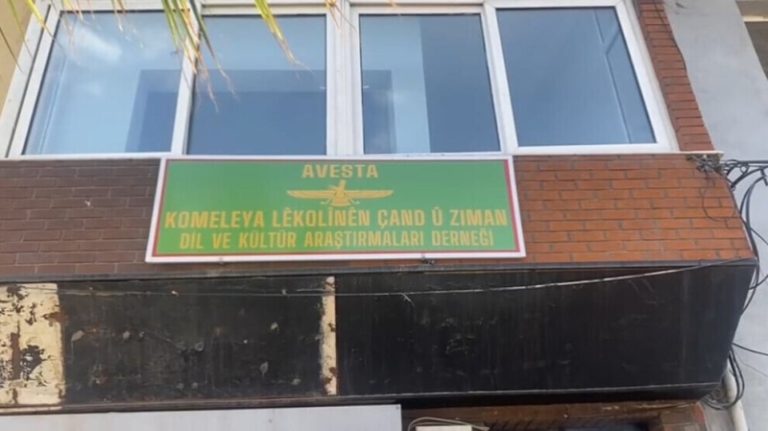 AVESTA
KOMELEYA LÊKOLÎNÊN ÇAND Û ZIMAN
DİL VE KÜLTÜR ARAŞTIRMALARI DERNEĞİ